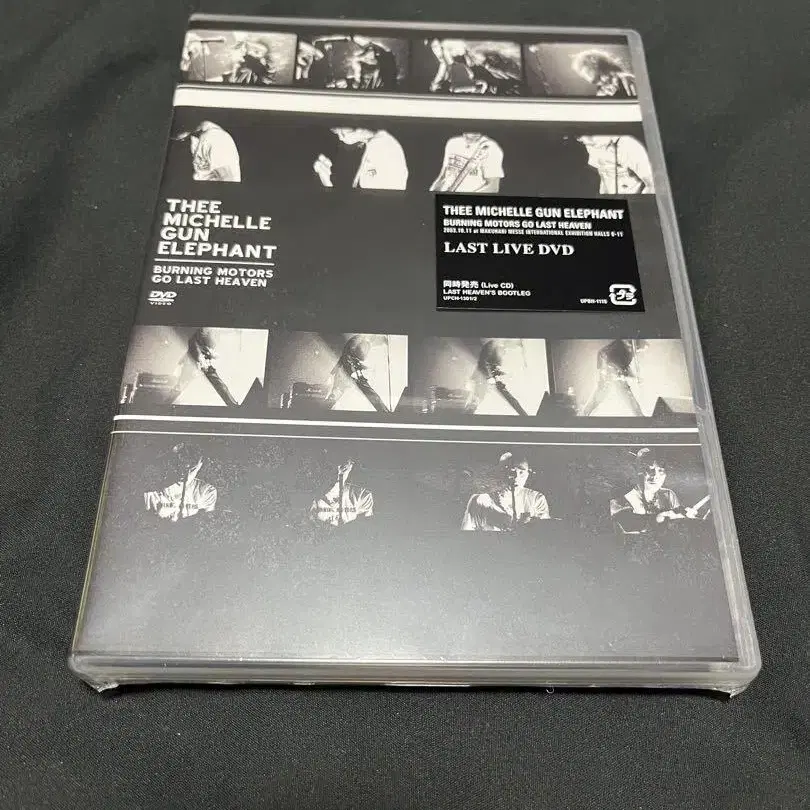 THEE
MICHELLE
GUN
ELEPHANT
BURNING MOTORS
GO LAST HEAVEN
DVD
VIDEO
THEE MICHELLE GUN ELEPHANT
BURNING MOTORS GO LAST HEAVEN
2003.10.11 at MAKUHARI MESSE INTERNATIONAL EXHIBITION HALLS 9-11
LAST LIVE DVD
同時発売 (Live CD)
LAST HEAVEN'S BOOTLEG
UPCH-1301/2
UPBH-1115